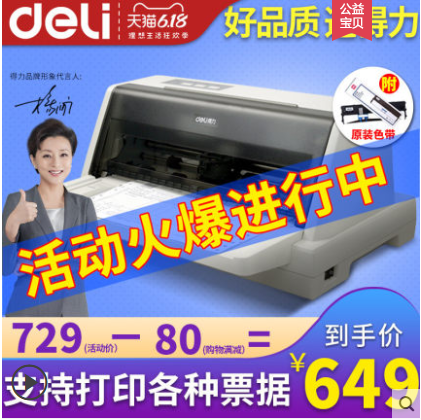 deli
天猫6.18
理想生活狂欢季
好品质 选得力
公益
宝贝
得力品牌形象代言人:
附
原装色带
deli得力
活动火爆进行中
729(活动价)－80(购物满减)=
到手价
¥649
支持打印各种票据